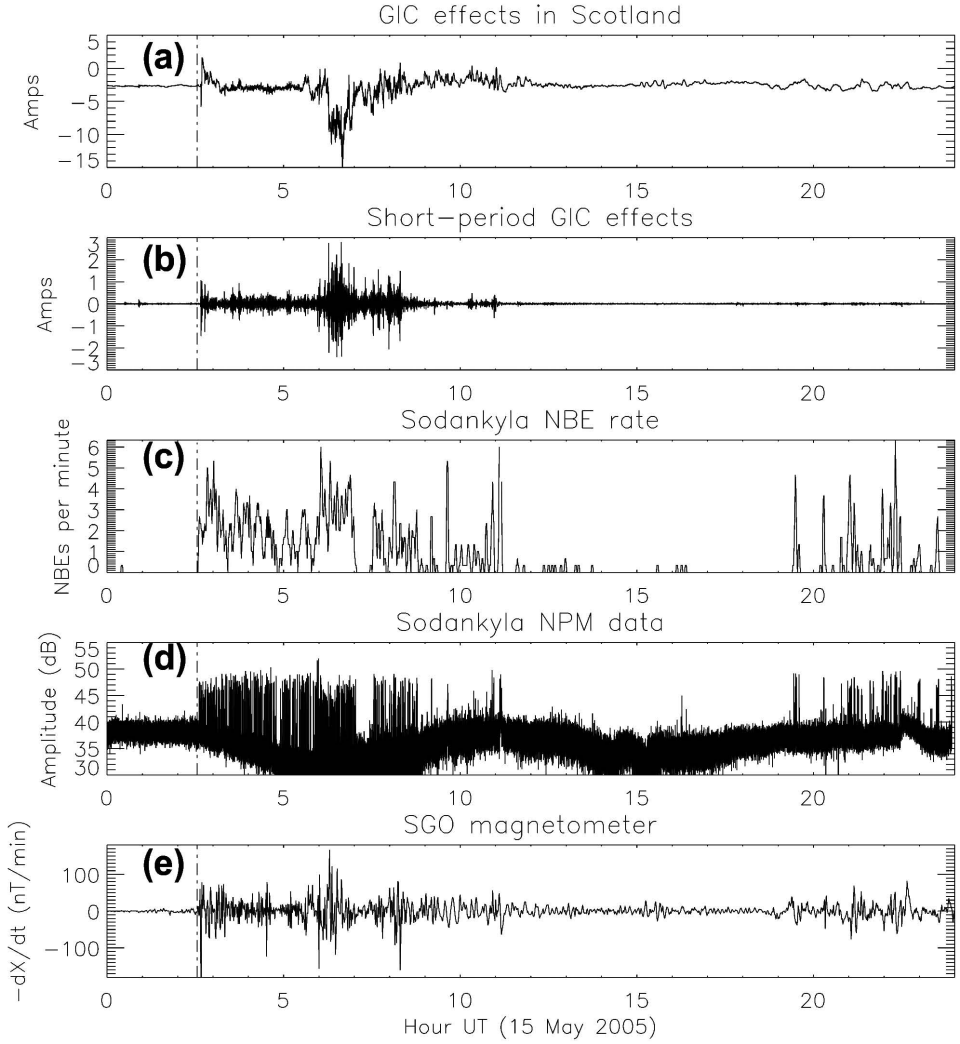 GIC effects in Scotland
(a)
Amps
5
0
−5
−10
−15
0 5 10 15 20
Short−period GIC effects
(b)
Amps
3
2
1
0
−1
−2
−3
0 5 10 15 20
Sodankyla NBE rate
(c)
NBEs per minute
6
5
4
3
2
1
0
0 5 10 15 20
Sodankyla NPM data
(d)
Amplitude (dB)
55
50
45
40
35
30
0 5 10 15 20
SGO magnetometer
(e)
−dX/dt (nT/min)
100
0
−100
0 5 10 15 20
Hour UT (15 May 2005)